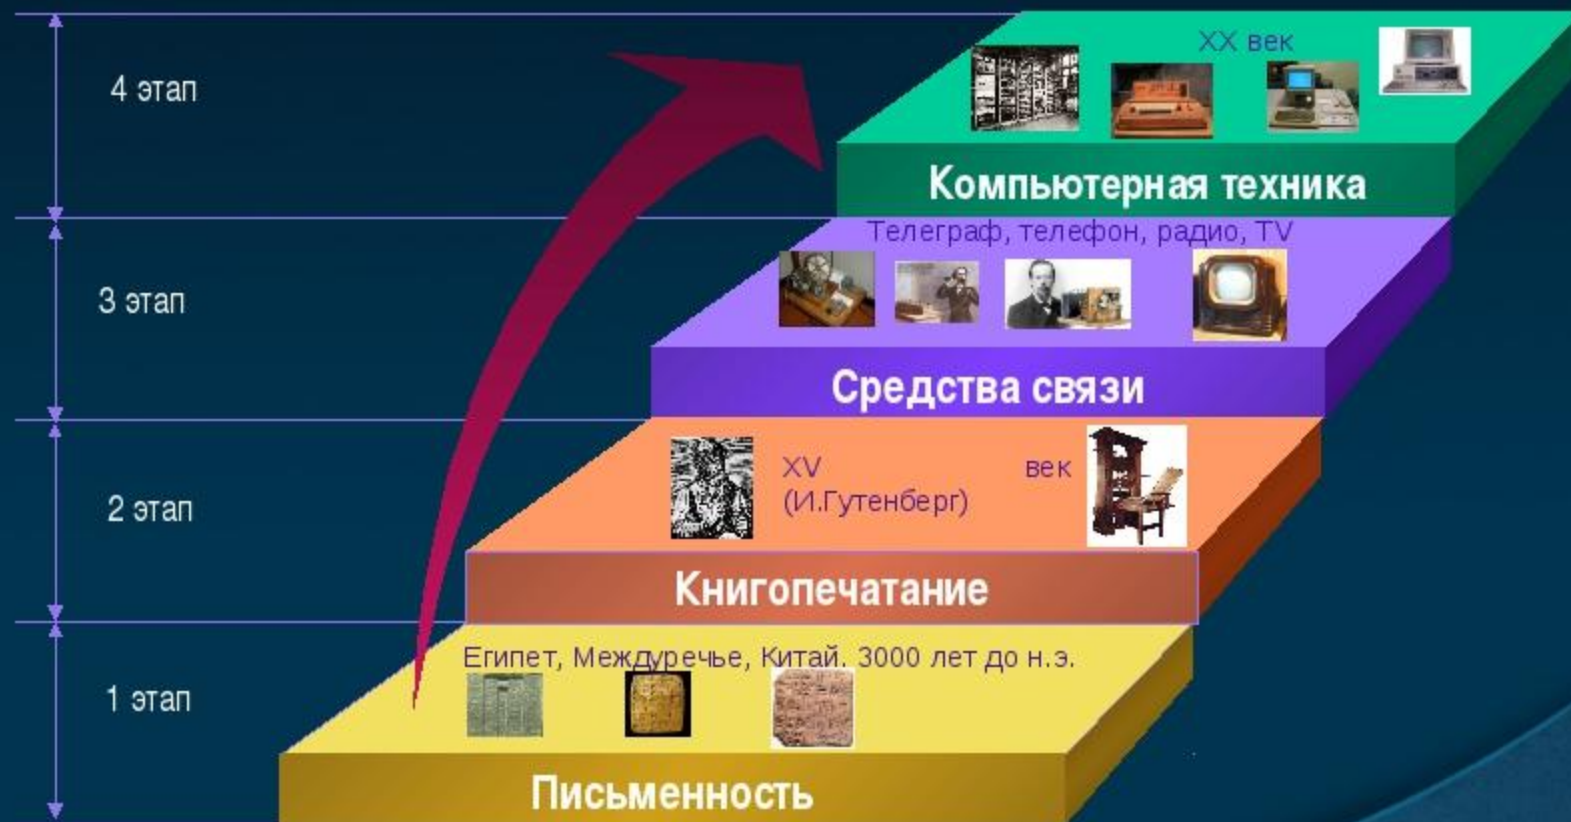 4 этап
XX век
Компьютерная техника
3 этап
Телеграф, телефон, радио, TV
Средства связи
2 этап
XV век
(И.Гутенберг)
Книгопечатание
1 этап
Египет, Междуречье, Китай. 3000 лет до н.э.
Письменность